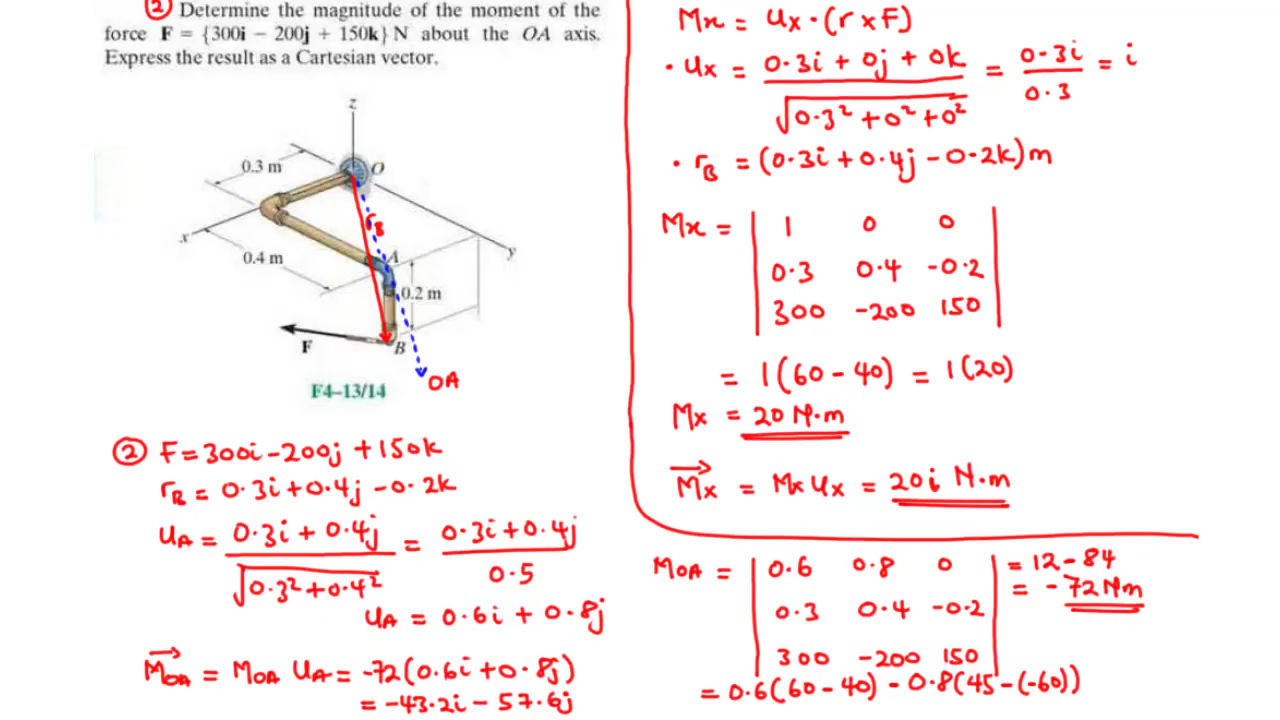 ② Determine the magnitude of the moment of the
force F = {300i − 200j + 150k} N about the OA axis.
Express the result as a Cartesian vector.
z
0.3 m
O
rB
x
y
0.4 m
A
0.2 m
F
B
OA
F4–13/14
② F = 300i - 200j + 150k
rB = 0.3i + 0.4j - 0.2k
uA = 0.3i + 0.4j / √0.3² + 0.4² = 0.3i + 0.4j / 0.5
uA = 0.6i + 0.8j
MOA = MOA UA = -72(0.6i + 0.8j)
= -43.2i - 57.6j
Mx = Ux · (r x F)
• Ux = 0.3i + 0j + 0k / √0.3² + 0² + 0² = 0.3i / 0.3 = i
• rB = (0.3i + 0.4j - 0.2k) m
Mx = | 1 0 0 |
0.3 0.4 -0.2
300 -200 150
= 1(60 - 40) = 1(20)
Mx = 20 N.m
Mx = Mx Ux = 20i N.m
MOA = | 0.6 0.8 0 | = 12 - 84
= -72Nm
0.3 0.4 -0.2
300 -200 150
= 0.6(60 - 40) - 0.8(45 - (-60))